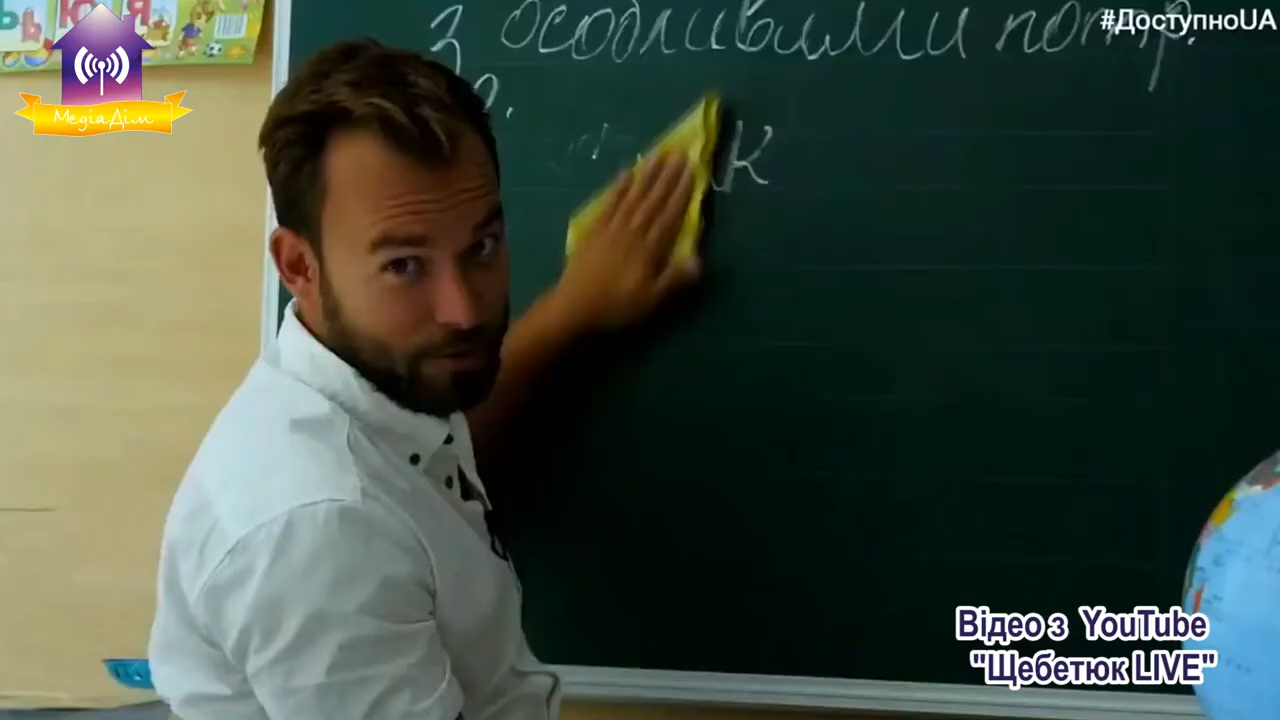 #ДоступноUA
Ь Ю Я
з особливими потр.
МедіаДім
к
Відео з YouTube
"Щебетюк LIVE"